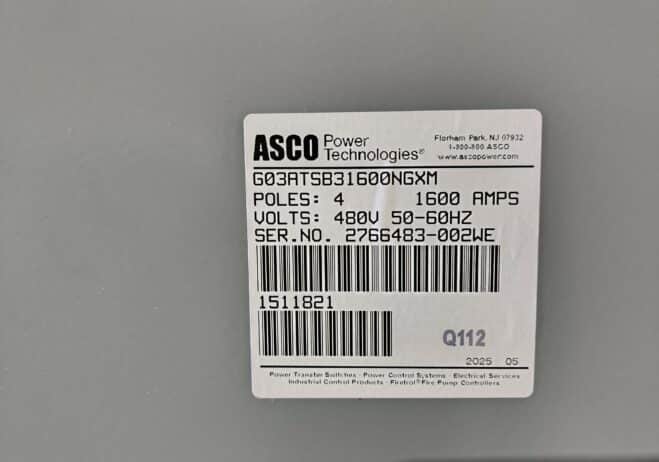 ASCO Power Technologies®
Florham Park, NJ 07932
1-800-800 ASCO
www.ascopower.com
G03ATSB31600NGXM
POLES: 4 1600 AMPS
VOLTS: 480V 50-60HZ
SER.NO. 2766483-002WE
1511821
Q112
2025 05
Power Transfer Switches · Power Control Systems · Electrical Services
Industrial Control Products · Firetrol® Fire Pump Controllers